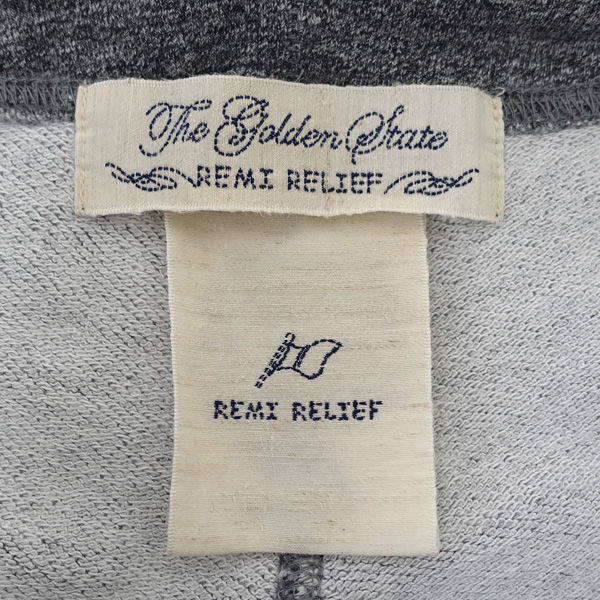 The Golden State
REMI RELIEF
REMI RELIEF